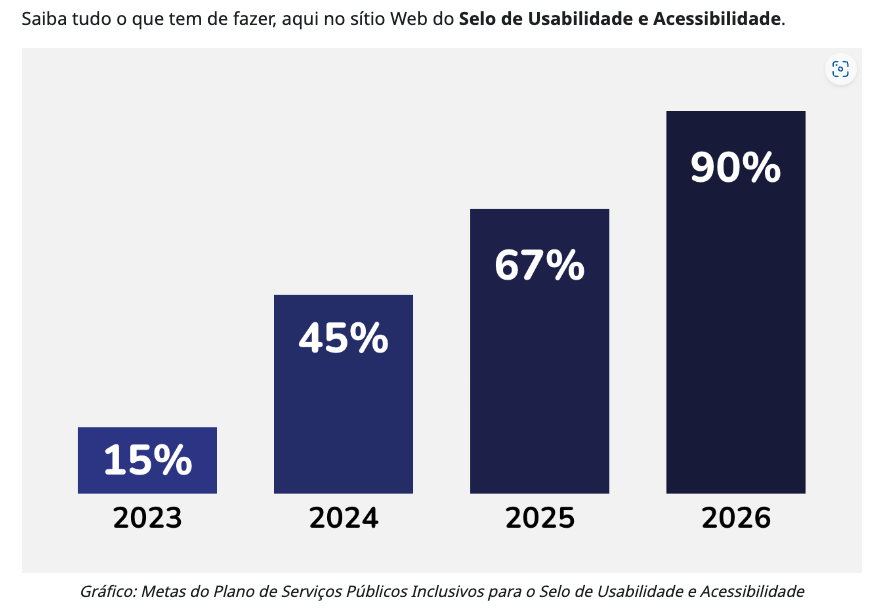 Saiba tudo o que tem de fazer, aqui no sítio Web do Selo de Usabilidade e Acessibilidade.
90%
67%
45%
15%
2023 2024 2025 2026
Gráfico: Metas do Plano de Serviços Públicos Inclusivos para o Selo de Usabilidade e Acessibilidade